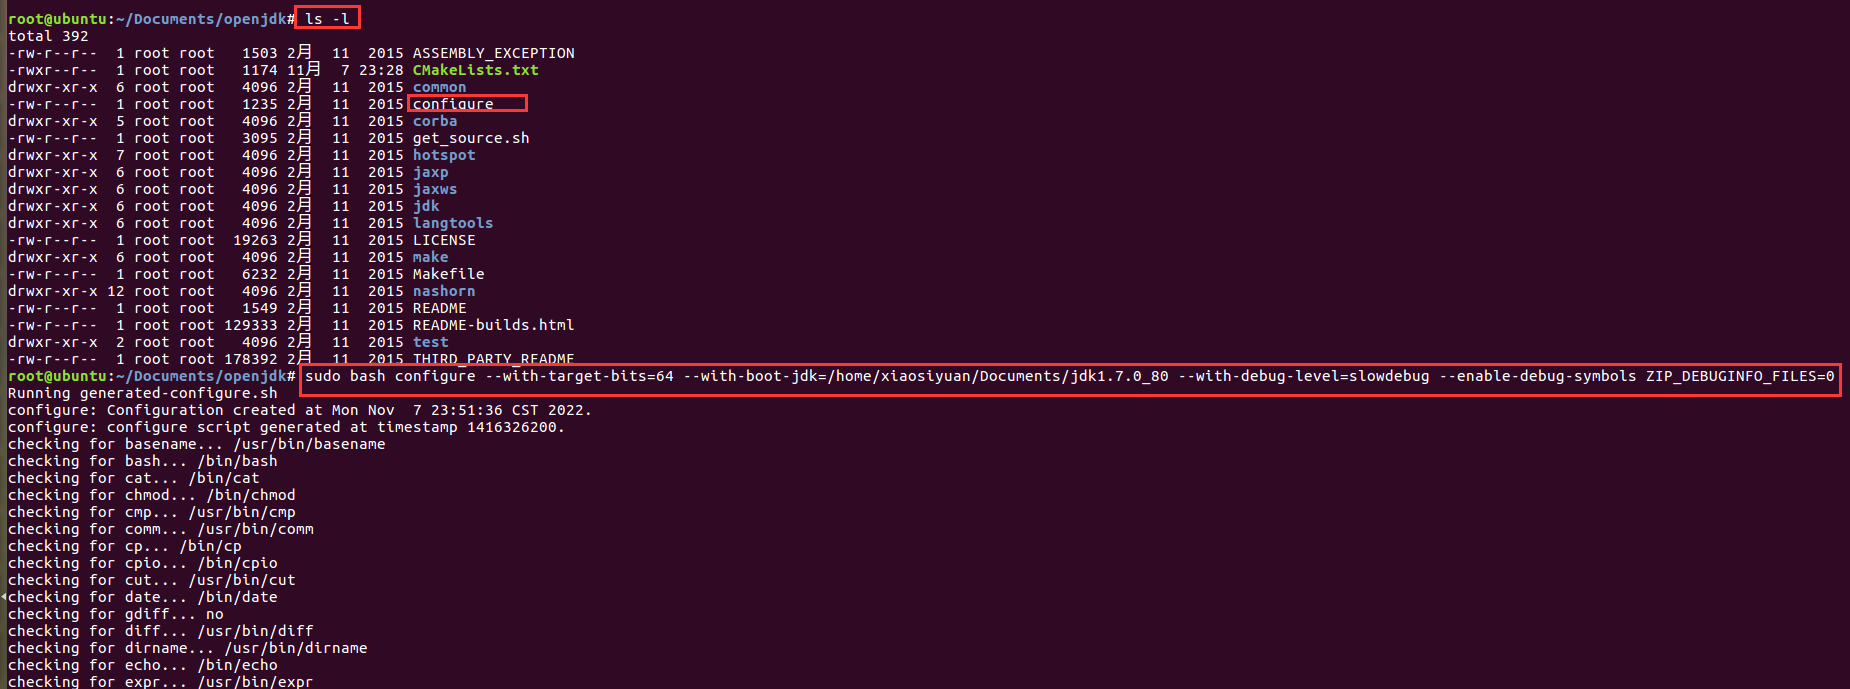 root@ubuntu:~/Documents/openjdk# ls -l
total 392
-rw-r--r--  1 root root   1503 2月  11  2015 ASSEMBLY_EXCEPTION
-rwxr--r--  1 root root   1174 11月  7 23:28 CMakeLists.txt
drwxr-xr-x  6 root root   4096 2月  11  2015 common
-rw-r--r--  1 root root   1235 2月  11  2015 configure
drwxr-xr-x  5 root root   4096 2月  11  2015 corba
-rw-r--r--  1 root root   3095 2月  11  2015 get_source.sh
drwxr-xr-x  7 root root   4096 2月  11  2015 hotspot
drwxr-xr-x  6 root root   4096 2月  11  2015 jaxp
drwxr-xr-x  6 root root   4096 2月  11  2015 jaxws
drwxr-xr-x  6 root root   4096 2月  11  2015 jdk
drwxr-xr-x  6 root root   4096 2月  11  2015 langtools
-rw-r--r--  1 root root  19263 2月  11  2015 LICENSE
drwxr-xr-x  6 root root   4096 2月  11  2015 make
-rw-r--r--  1 root root   6232 2月  11  2015 Makefile
drwxr-xr-x 12 root root   4096 2月  11  2015 nashorn
-rw-r--r--  1 root root   1549 2月  11  2015 README
-rw-r--r--  1 root root 129333 2月  11  2015 README-builds.html
drwxr-xr-x  2 root root   4096 2月  11  2015 test
-rw-r--r--  1 root root 178392 2月  11  2015 THIRD_PARTY_README
root@ubuntu:~/Documents/openjdk# sudo bash configure --with-target-bits=64 --with-boot-jdk=/home/xiaosiyuan/Documents/jdk1.7.0_80 --with-debug-level=slowdebug --enable-debug-symbols ZIP_DEBUGINFO_FILES=0
Running generated-configure.sh
configure: Configuration created at Mon Nov  7 23:51:36 CST 2022.
configure: configure script generated at timestamp 1416326200.
checking for basename... /usr/bin/basename
checking for bash... /bin/bash
checking for cat... /bin/cat
checking for chmod... /bin/chmod
checking for cmp... /usr/bin/cmp
checking for comm... /usr/bin/comm
checking for cp... /bin/cp
checking for cpio... /bin/cpio
checking for cut... /usr/bin/cut
checking for date... /bin/date
checking for gdiff... no
checking for diff... /usr/bin/diff
checking for dirname... /usr/bin/dirname
checking for echo... /bin/echo
checking for expr... /usr/bin/expr